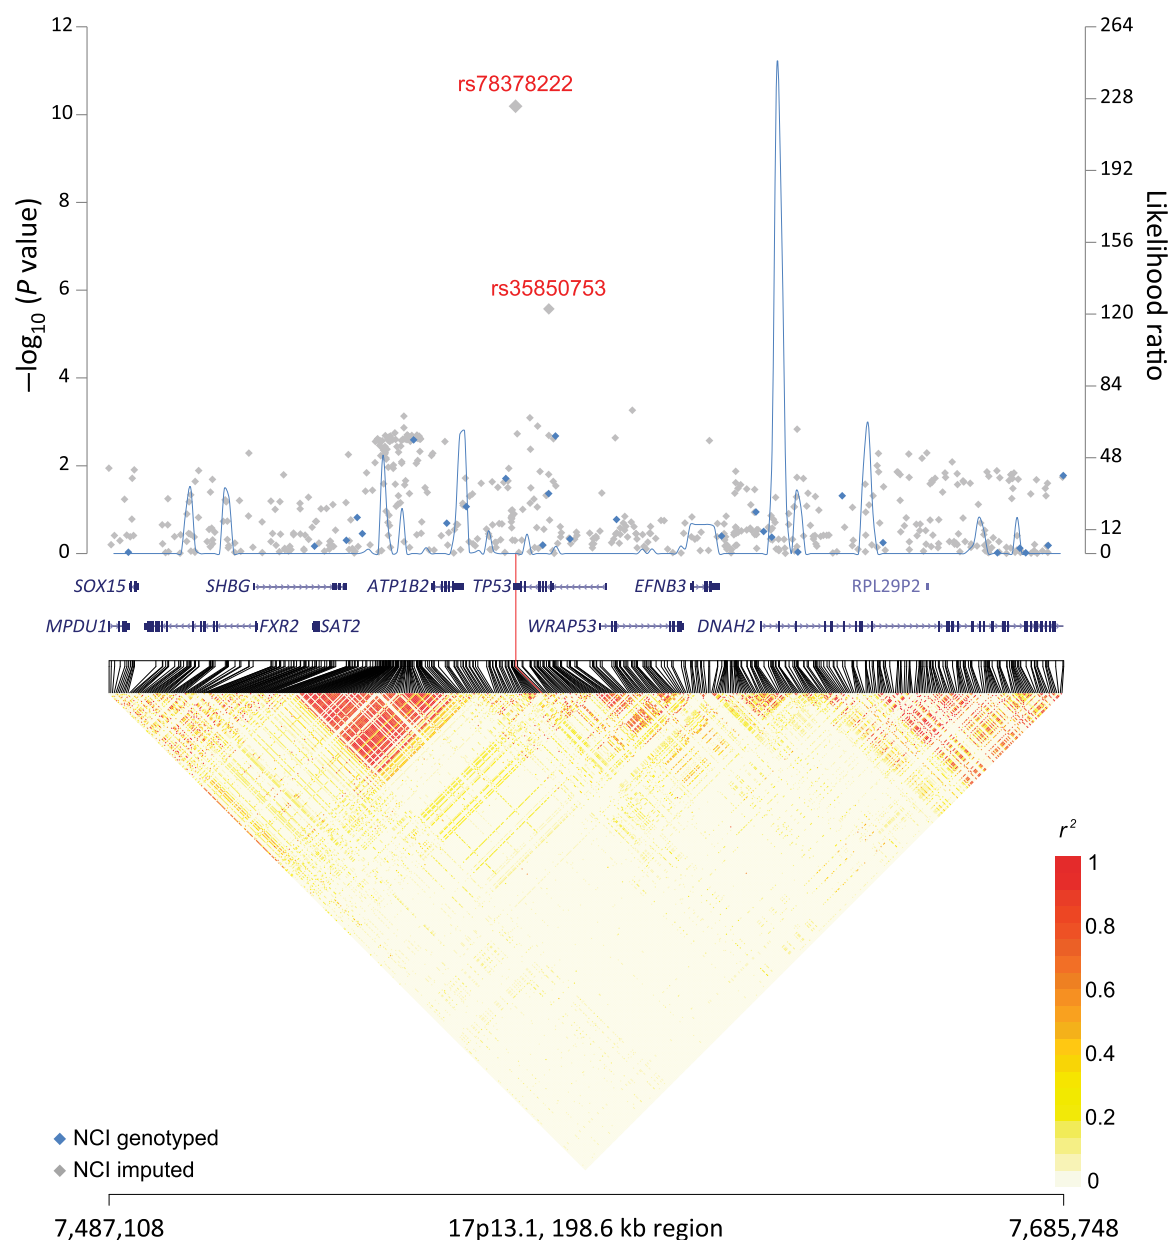 12
264
rs78378222
10
228
192
8
156
—log10 (P value)
Likelihood ratio
rs35850753
6
120
4
84
2
48
12
0
0
SOX15
SHBG
ATP1B2
TP53
EFNB3
RPL29P2
MPDU1
FXR2
SAT2
WRAP53
DNAH2
r2
1
0.8
0.6
0.4
0.2
0
NCI genotyped
NCI imputed
7,487,108
17p13.1, 198.6 kb region
7,685,748